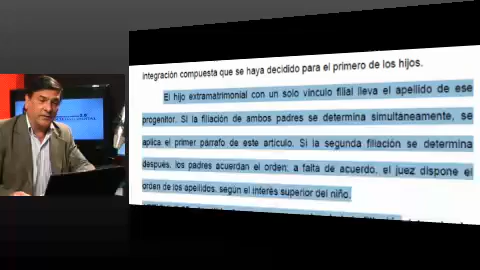 integración compuesta que se haya decidido para el primero de los hijos.
El hijo extramatrimonial con un solo vínculo filial lleva el apellido de ese
progenitor. Si la filiación de ambos padres se determina simultáneamente, se
aplica el primer párrafo de este artículo. Si la segunda filiación se determina
después, los padres acuerdan el orden; a falta de acuerdo, el juez dispone el
orden de los apellidos, según el interés superior del niño.